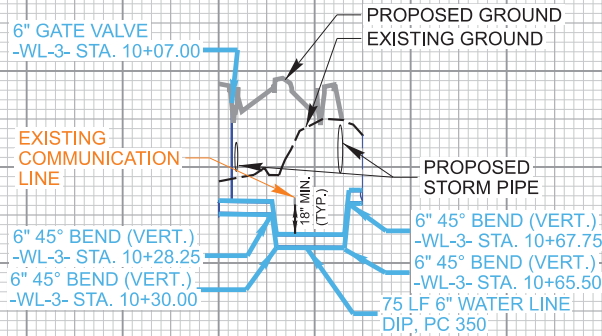 PROPOSED GROUND
EXISTING GROUND
6" GATE VALVE
-WL-3- STA. 10+07.00
EXISTING
COMMUNICATION
LINE
18" MIN.
(TYP.)
PROPOSED
STORM PIPE
6" 45° BEND (VERT.)
-WL-3- STA. 10+28.25
6" 45° BEND (VERT.)
-WL-3- STA. 10+30.00
6" 45° BEND (VERT.)
-WL-3- STA. 10+67.75
6" 45° BEND (VERT.)
-WL-3- STA. 10+65.50
75 LF 6" WATER LINE
DIP, PC 350